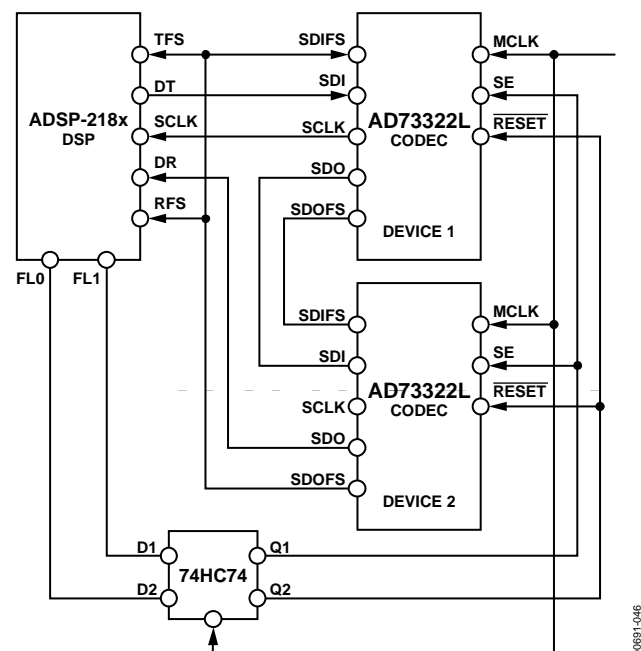 TFS
SDIFS
MCLK
DT
SDI
SE
ADSP-218x
DSP
SCLK
SCLK
AD73322L
CODEC
RESET
DR
SDO
RFS
SDOFS
DEVICE 1
FL0
FL1
SDIFS
MCLK
SDI
SE
AD73322L
CODEC
SCLK
RESET
SDO
SDOFS
DEVICE 2
D1
Q1
74HC74
D2
Q2